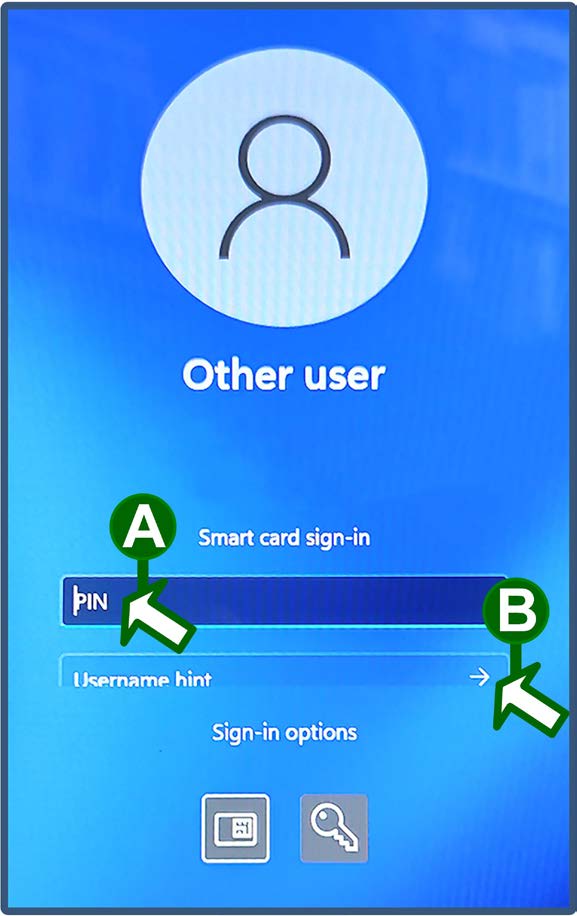 Other user
A
Smart card sign-in
PIN
B
Username hint
→
Sign-in options